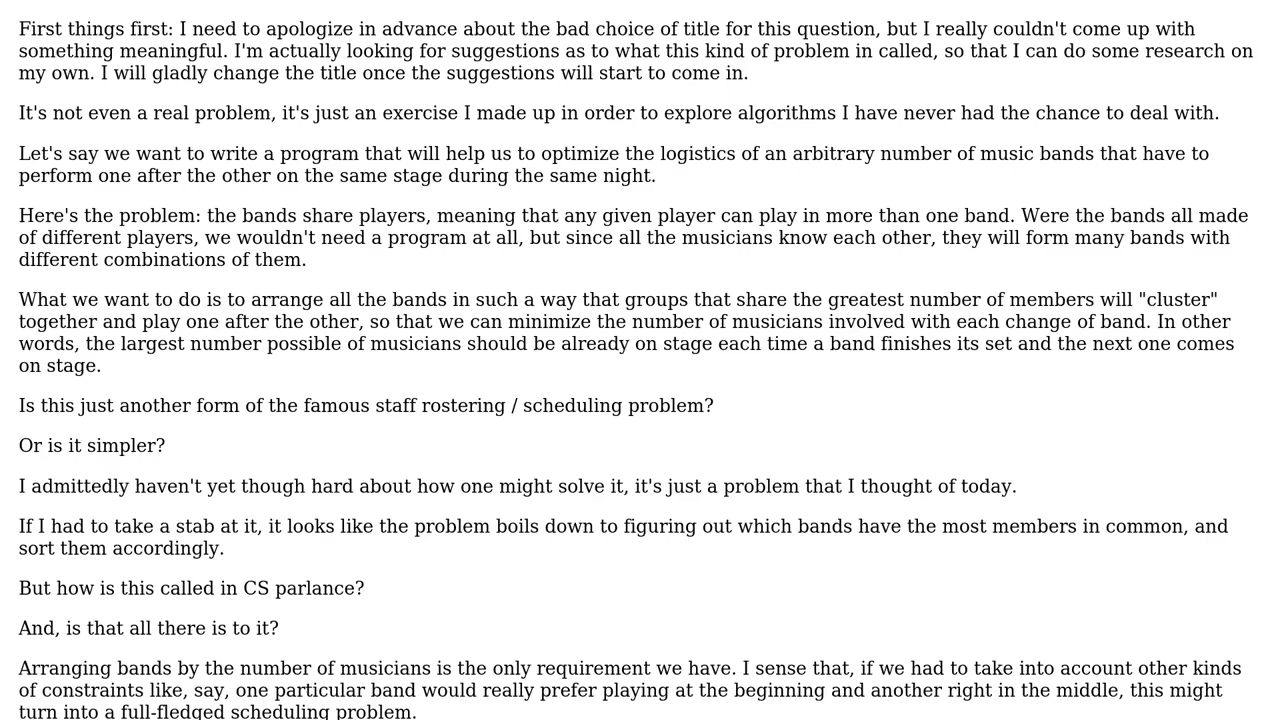 First things first: I need to apologize in advance about the bad choice of title for this question, but I really couldn't come up with
something meaningful. I'm actually looking for suggestions as to what this kind of problem in called, so that I can do some research on
my own. I will gladly change the title once the suggestions will start to come in.
It's not even a real problem, it's just an exercise I made up in order to explore algorithms I have never had the chance to deal with.
Let's say we want to write a program that will help us to optimize the logistics of an arbitrary number of music bands that have to
perform one after the other on the same stage during the same night.
Here's the problem: the bands share players, meaning that any given player can play in more than one band. Were the bands all made
of different players, we wouldn't need a program at all, but since all the musicians know each other, they will form many bands with
different combinations of them.
What we want to do is to arrange all the bands in such a way that groups that share the greatest number of members will "cluster"
together and play one after the other, so that we can minimize the number of musicians involved with each change of band. In other
words, the largest number possible of musicians should be already on stage each time a band finishes its set and the next one comes
on stage.
Is this just another form of the famous staff rostering / scheduling problem?
Or is it simpler?
I admittedly haven't yet though hard about how one might solve it, it's just a problem that I thought of today.
If I had to take a stab at it, it looks like the problem boils down to figuring out which bands have the most members in common, and
sort them accordingly.
But how is this called in CS parlance?
And, is that all there is to it?
Arranging bands by the number of musicians is the only requirement we have. I sense that, if we had to take into account other kinds
of constraints like, say, one particular band would really prefer playing at the beginning and another right in the middle, this might
turn into a full-fledged scheduling problem.